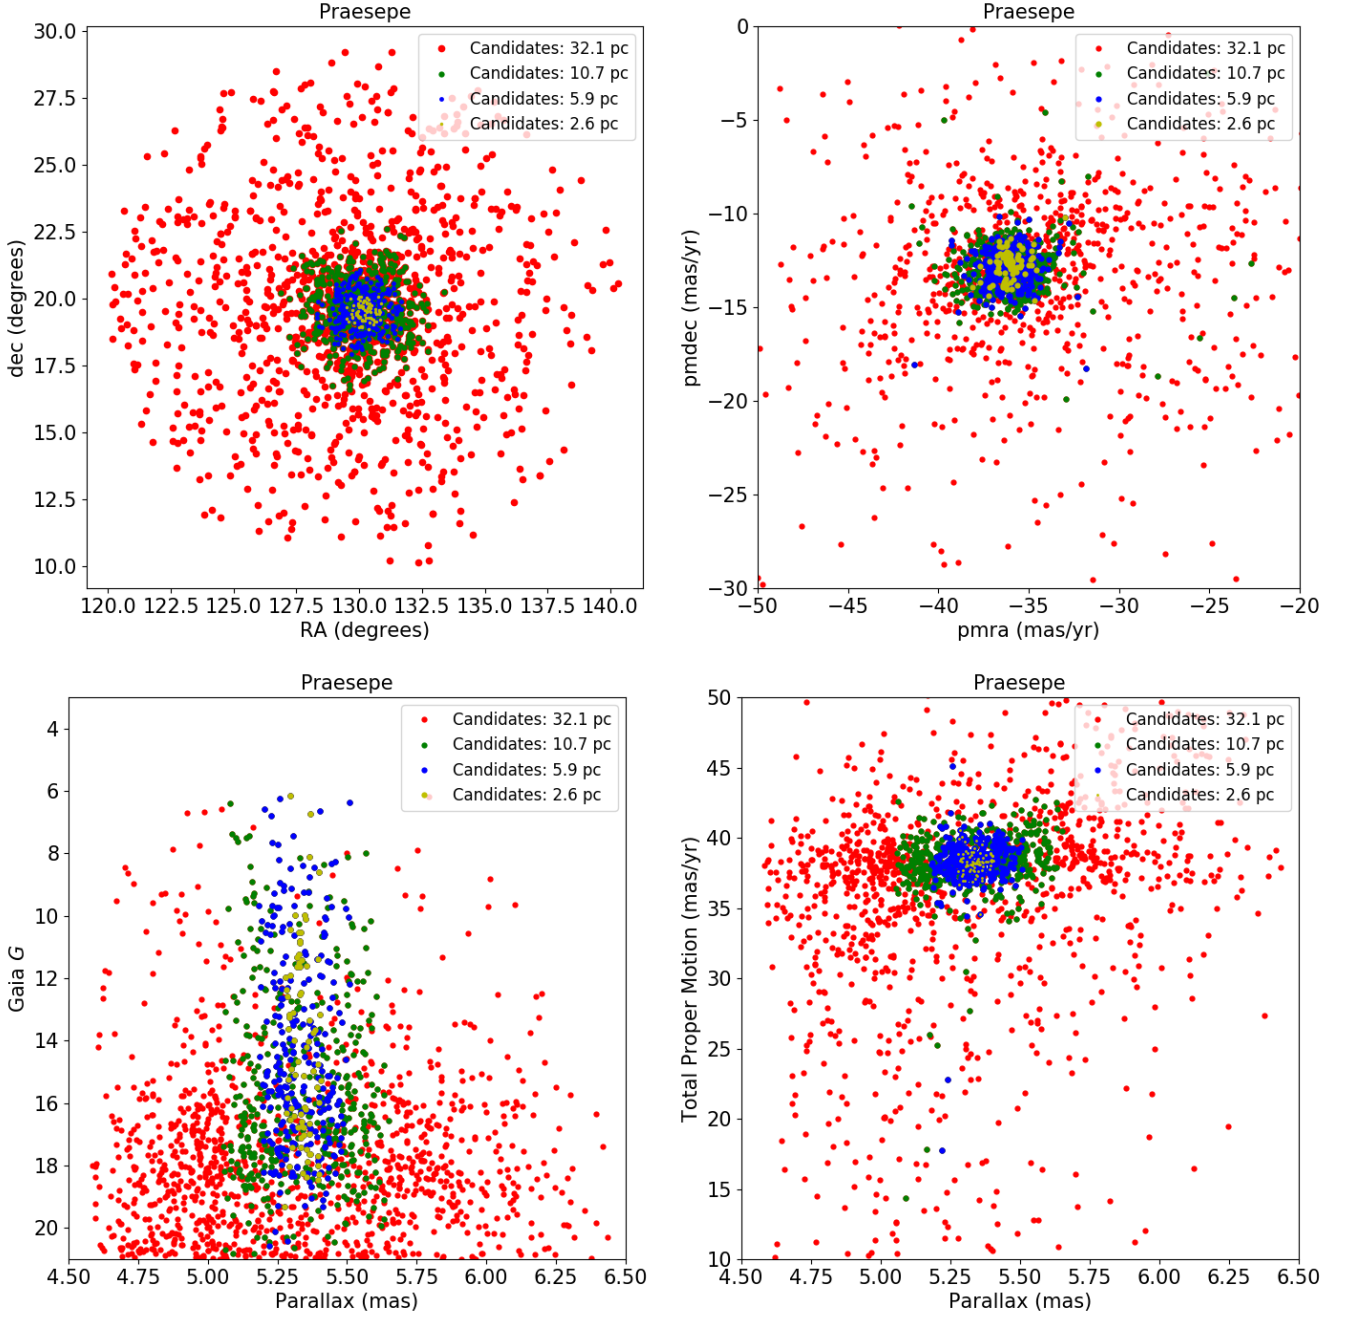 Praesepe
30.0
27.5
25.0
22.5
20.0
17.5
15.0
12.5
10.0
dec (degrees)
Candidates: 32.1 pc
Candidates: 10.7 pc
Candidates: 5.9 pc
Candidates: 2.6 pc
120.0 122.5 125.0 127.5 130.0 132.5 135.0 137.5 140.0
RA (degrees)
Praesepe
0
−5
−10
−15
−20
−25
−30
pmdec (mas/yr)
Candidates: 32.1 pc
Candidates: 10.7 pc
Candidates: 5.9 pc
Candidates: 2.6 pc
−50 −45 −40 −35 −30 −25 −20
pmra (mas/yr)
Praesepe
4
6
8
10
12
14
16
18
20
Gaia G
Candidates: 32.1 pc
Candidates: 10.7 pc
Candidates: 5.9 pc
Candidates: 2.6 pc
4.50 4.75 5.00 5.25 5.50 5.75 6.00 6.25 6.50
Parallax (mas)
Praesepe
50
45
40
35
30
25
20
15
10
Total Proper Motion (mas/yr)
Candidates: 32.1 pc
Candidates: 10.7 pc
Candidates: 5.9 pc
Candidates: 2.6 pc
4.50 4.75 5.00 5.25 5.50 5.75 6.00 6.25 6.50
Parallax (mas)